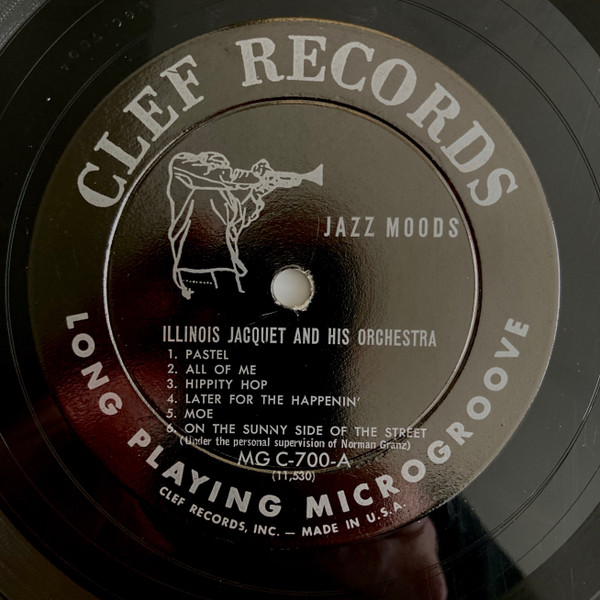 CLEF RECORDS
JAZZ MOODS
ILLINOIS JACQUET AND HIS ORCHESTRA
1. PASTEL
2. ALL OF ME
3. HIPPITY HOP
4. LATER FOR THE HAPPENIN'
5. MOE
6. ON THE SUNNY SIDE OF THE STREET
(Under the personal supervision of Norman Granz)
MG C-700-A
(11,530)
LONG PLAYING MICROGROOVE
CLEF RECORDS, INC. — MADE IN U.S.A.